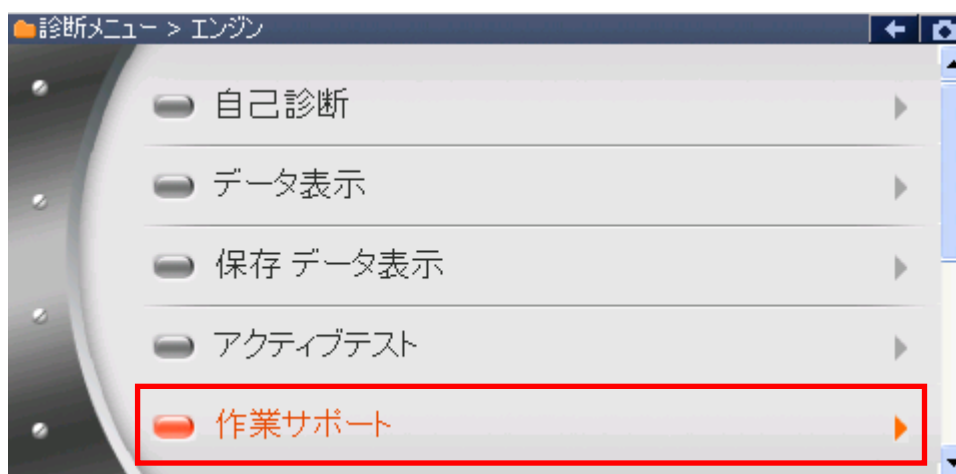 診断メニュー > エンジン
自己診断
データ表示
保存 データ表示
アクティブテスト
作業サポート